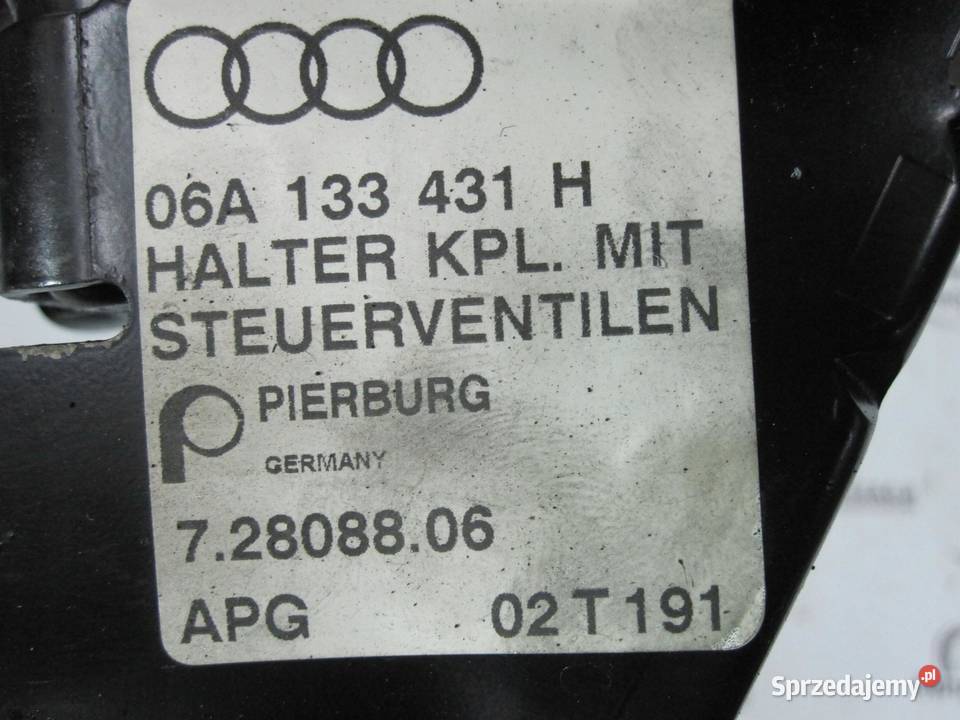 06A 133 431 H
HALTER KPL. MIT
STEUERVENTILEN
PIERBURG
GERMANY
7.28088.06
APG 02 T 191
Sprzedajemy.pl